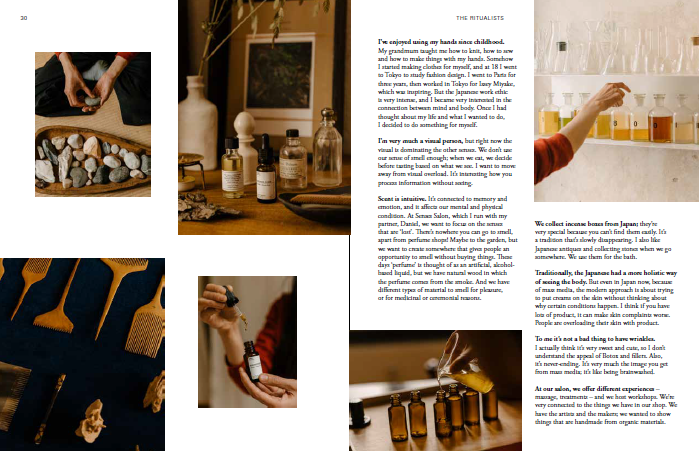 30
THE RITUALISTS
I've enjoyed using my hands since childhood.
My grandmum taught me how to knit, how to sew
and how to make things with my hands. Somehow
I started making clothes for myself, and at 18 I went
to Tokyo to study fashion design. I went to Paris for
three years, then worked in Tokyo for Issey Miyake,
which was inspiring. But the Japanese work ethic
is very intense, and I became very interested in the
connection between mind and body. Once I had
thought about my life and what I wanted to do,
I decided to do something for myself.
I'm very much a visual person, but right now the
visual is dominating the other senses. We don't use
our sense of smell enough; when we eat, we decide
before tasting based on what we see. I want to move
away from visual overload. It's interesting how you
process information without seeing.
Scent is intuitive. It's connected to memory and
emotion, and it affects our mental and physical
condition. At Senses Salon, which I run with my
partner, Daniel, we want to focus on the senses
that are 'lost'. There's nowhere you can go to smell,
apart from perfume shops! Maybe to the garden, but
we want to create somewhere that gives people an
opportunity to smell without buying things. These
days 'perfume' is thought of as an artificial, alcohol-
based liquid, but we have natural wood in which
the perfume comes from the smoke. And we have
different types of material to smell for pleasure,
or for medicinal or ceremonial reasons.
We collect incense boxes from Japan; they're
very special because you can't find them easily. It's
a tradition that's slowly disappearing. I also like
Japanese antiques and collecting stones when we go
somewhere. We use them for the bath.
Traditionally, the Japanese had a more holistic way
of seeing the body. But even in Japan now, because
of mass media, the modern approach is about trying
to put creams on the skin without thinking about
why certain conditions happen. I think if you have
lots of product, it can make skin complaints worse.
People are overloading their skin with product.
To me it's not a bad thing to have wrinkles.
I actually think it's very sweet and cute, so I don't
understand the appeal of Botox and fillers. Also,
it's never-ending. It's very much the image you get
from mass media; it's like being brainwashed.
At our salon, we offer different experiences –
massage, treatments – and we host workshops. We're
very connected to the things we have in our shop. We
have the artists and the makers; we wanted to show
things that are handmade from organic materials.